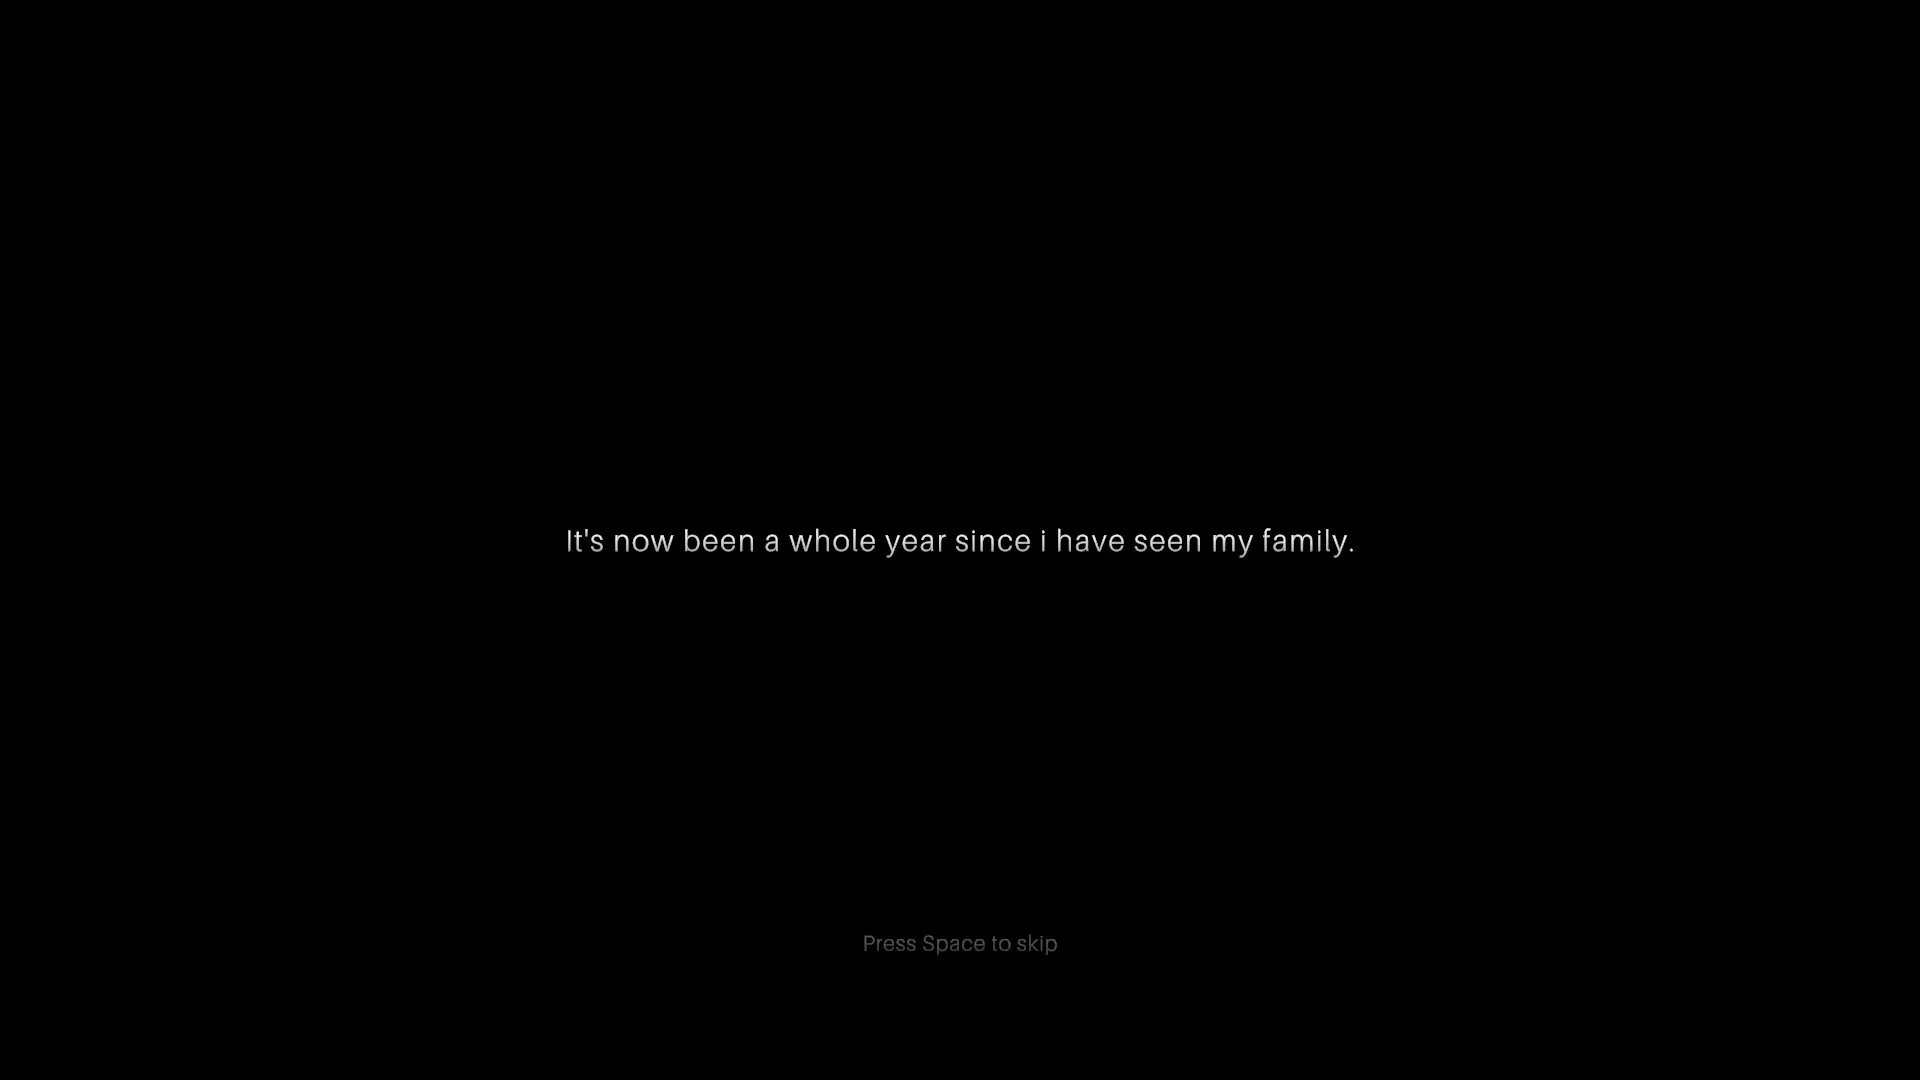 It's now been a whole year since i have seen my family.
Press Space to skip